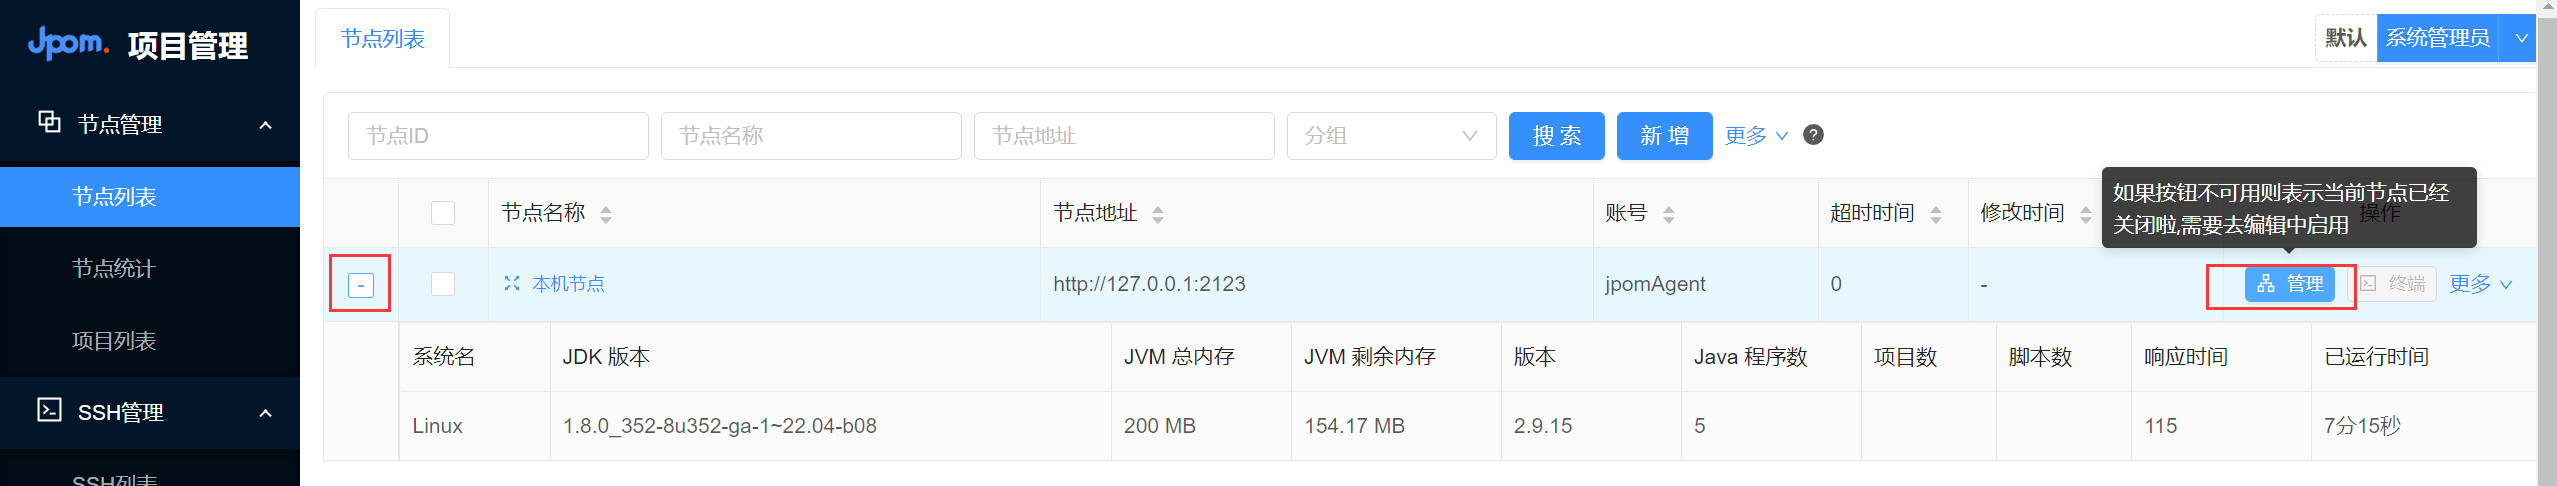 Jpom. 项目管理
节点列表
默认 系统管理员
节点管理
节点ID 节点名称 节点地址 分组 搜索 新增 更多 ?
节点列表
如果按钮不可用则表示当前节点已经
关闭啦,需要去编辑中启用
节点名称 节点地址 账号 超时时间 修改时间 操作
节点统计
- 本机节点 http://127.0.0.1:2123 jpomAgent 0 - 管理 终端 更多
项目列表
系统名 JDK 版本 JVM 总内存 JVM 剩余内存 版本 Java 程序数 项目数 脚本数 响应时间 已运行时间
SSH管理
Linux 1.8.0_352-8u352-ga-1~22.04-b08 200 MB 154.17 MB 2.9.15 5 115 7分15秒
SSH列表